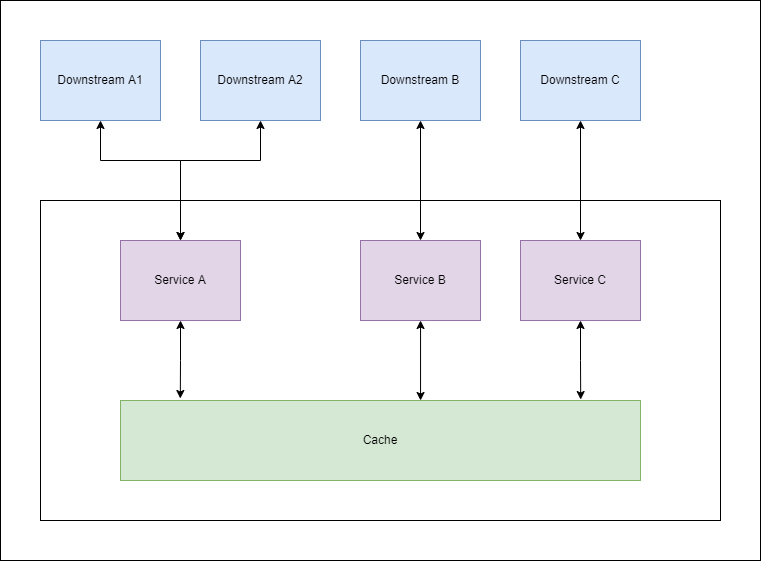 Downstream A1
Downstream A2
Downstream B
Downstream C
Service A
Service B
Service C
Cache